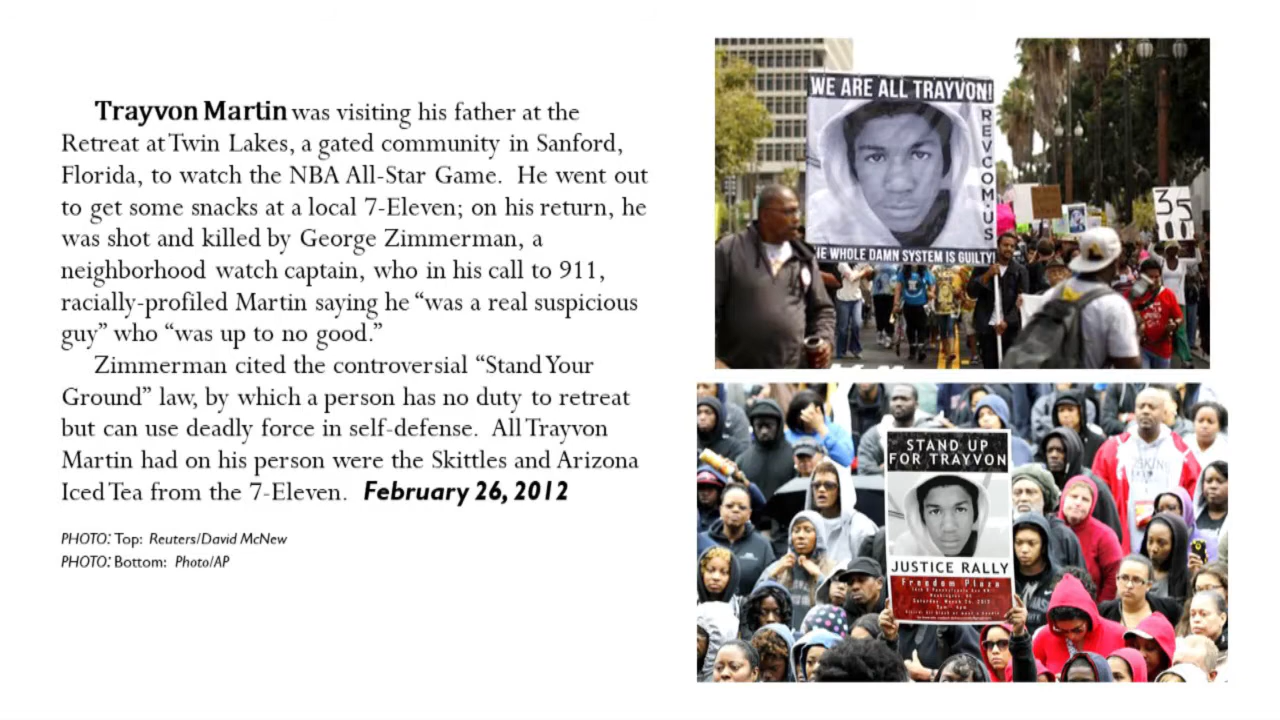 Trayvon Martin was visiting his father at the
Retreat at Twin Lakes, a gated community in Sanford,
Florida, to watch the NBA All-Star Game. He went out
to get some snacks at a local 7-Eleven; on his return, he
was shot and killed by George Zimmerman, a
neighborhood watch captain, who in his call to 911,
racially-profiled Martin saying he “was a real suspicious
guy” who “was up to no good.”
Zimmerman cited the controversial “Stand Your
Ground” law, by which a person has no duty to retreat
but can use deadly force in self-defense. All Trayvon
Martin had on his person were the Skittles and Arizona
Iced Tea from the 7-Eleven. February 26, 2012
PHOTO: Top: Reuters/David McNew
PHOTO: Bottom: Photo/AP
WE ARE ALL TRAYVON!
REVCOM.US
WHOLE DAMN SYSTEM IS GUILTY!
STAND UP
FOR TRAYVON
JUSTICE RALLY
Freedom Plaza